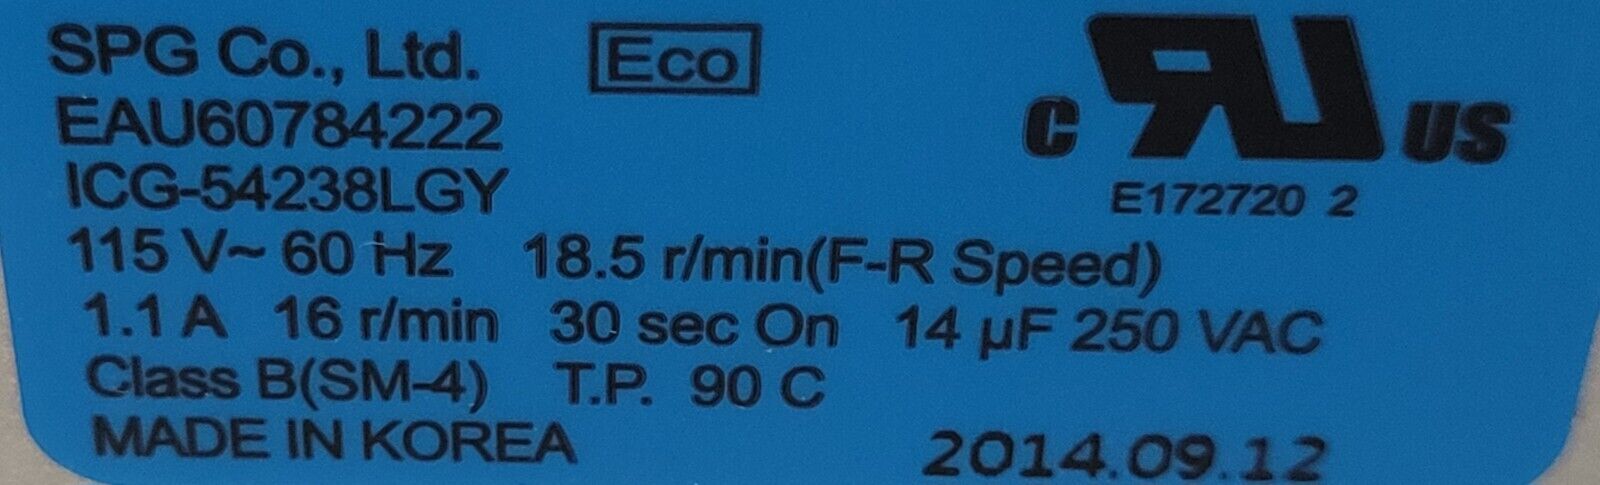 SPG Co., Ltd. Eco
EAU60784222
ICG-54238LGY
c RU US
E172720 2
115 V~ 60 Hz 18.5 r/min(F-R Speed)
1.1 A 16 r/min 30 sec On 14 µF 250 VAC
Class B(SM-4) T.P. 90 C
MADE IN KOREA 2014.09.12